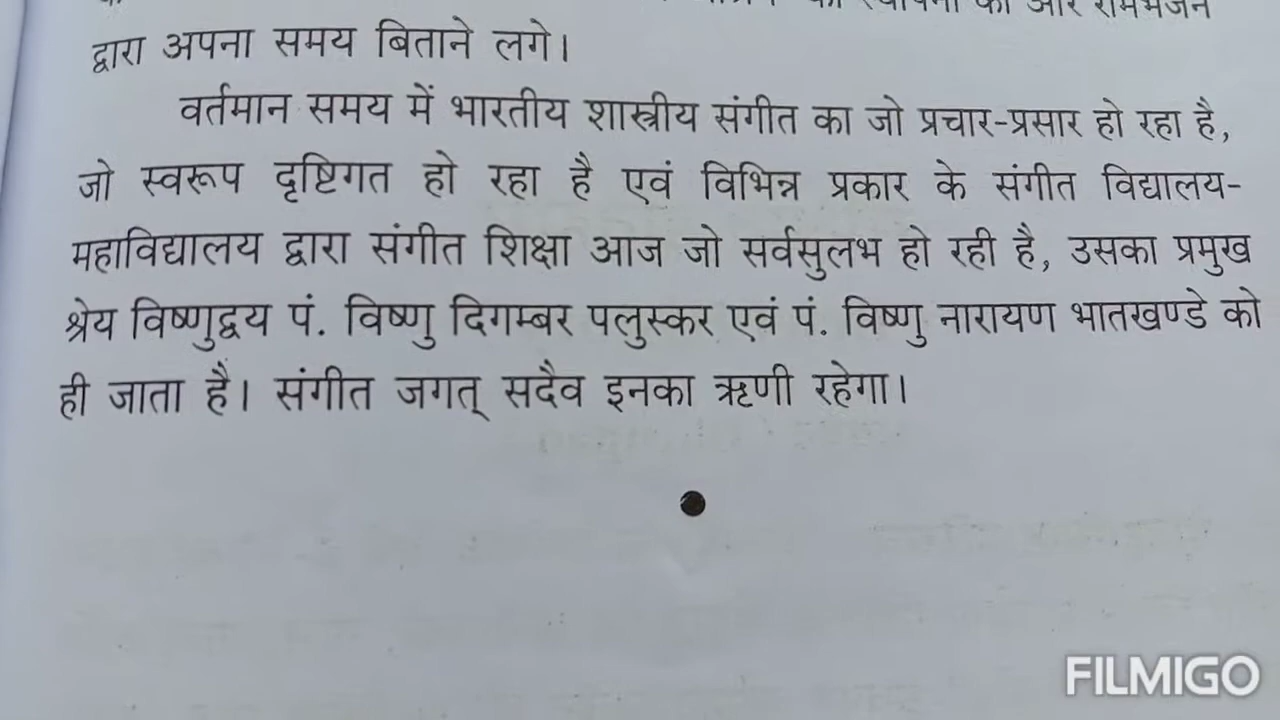 की और रामभजन
द्वारा अपना समय बिताने लगे।
वर्तमान समय में भारतीय शास्त्रीय संगीत का जो प्रचार-प्रसार हो रहा है,
जो स्वरूप दृष्टिगत हो रहा है एवं विभिन्न प्रकार के संगीत विद्यालय-
महाविद्यालय द्वारा संगीत शिक्षा आज जो सर्वसुलभ हो रही है, उसका प्रमुख
श्रेय विष्णुद्वय पं. विष्णु दिगम्बर पलुस्कर एवं पं. विष्णु नारायण भातखण्डे को
ही जाता है। संगीत जगत् सदैव इनका ऋणी रहेगा।
FILMIGO